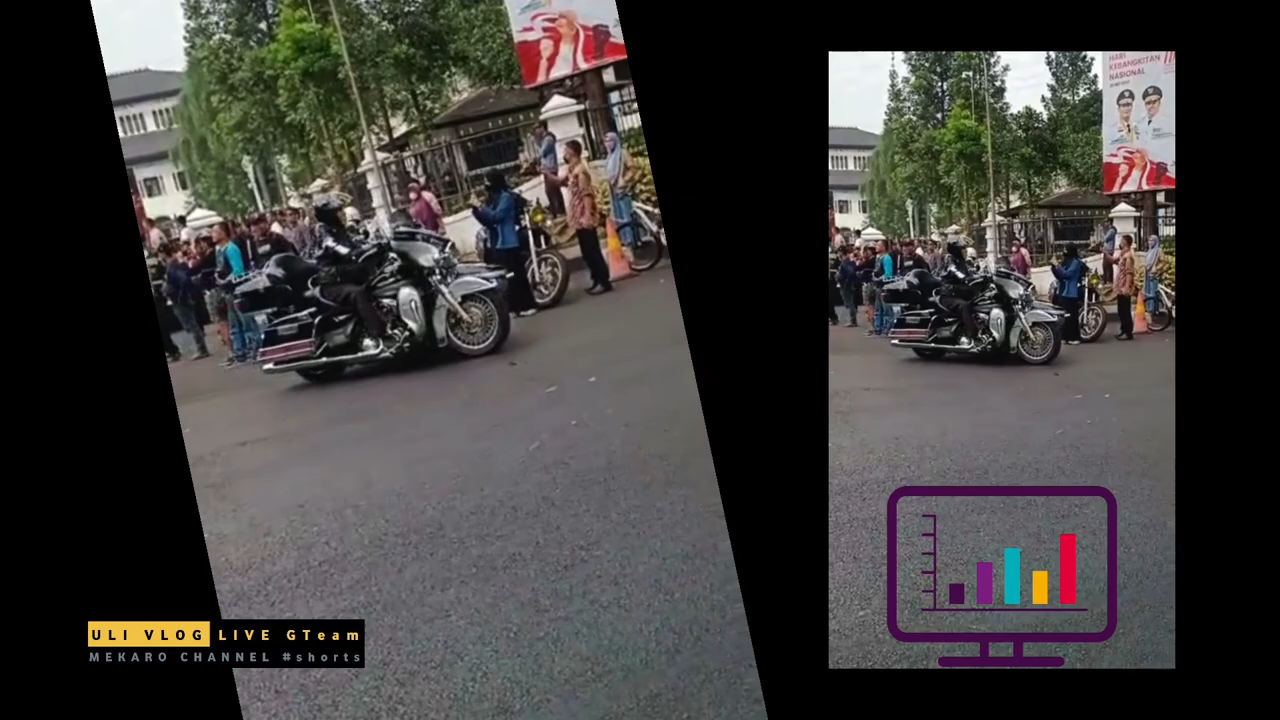 ULI VLOG LIVE GTeam
MEKARO CHANNEL #shorts
HARI
KEBANGKITAN
NASIONAL